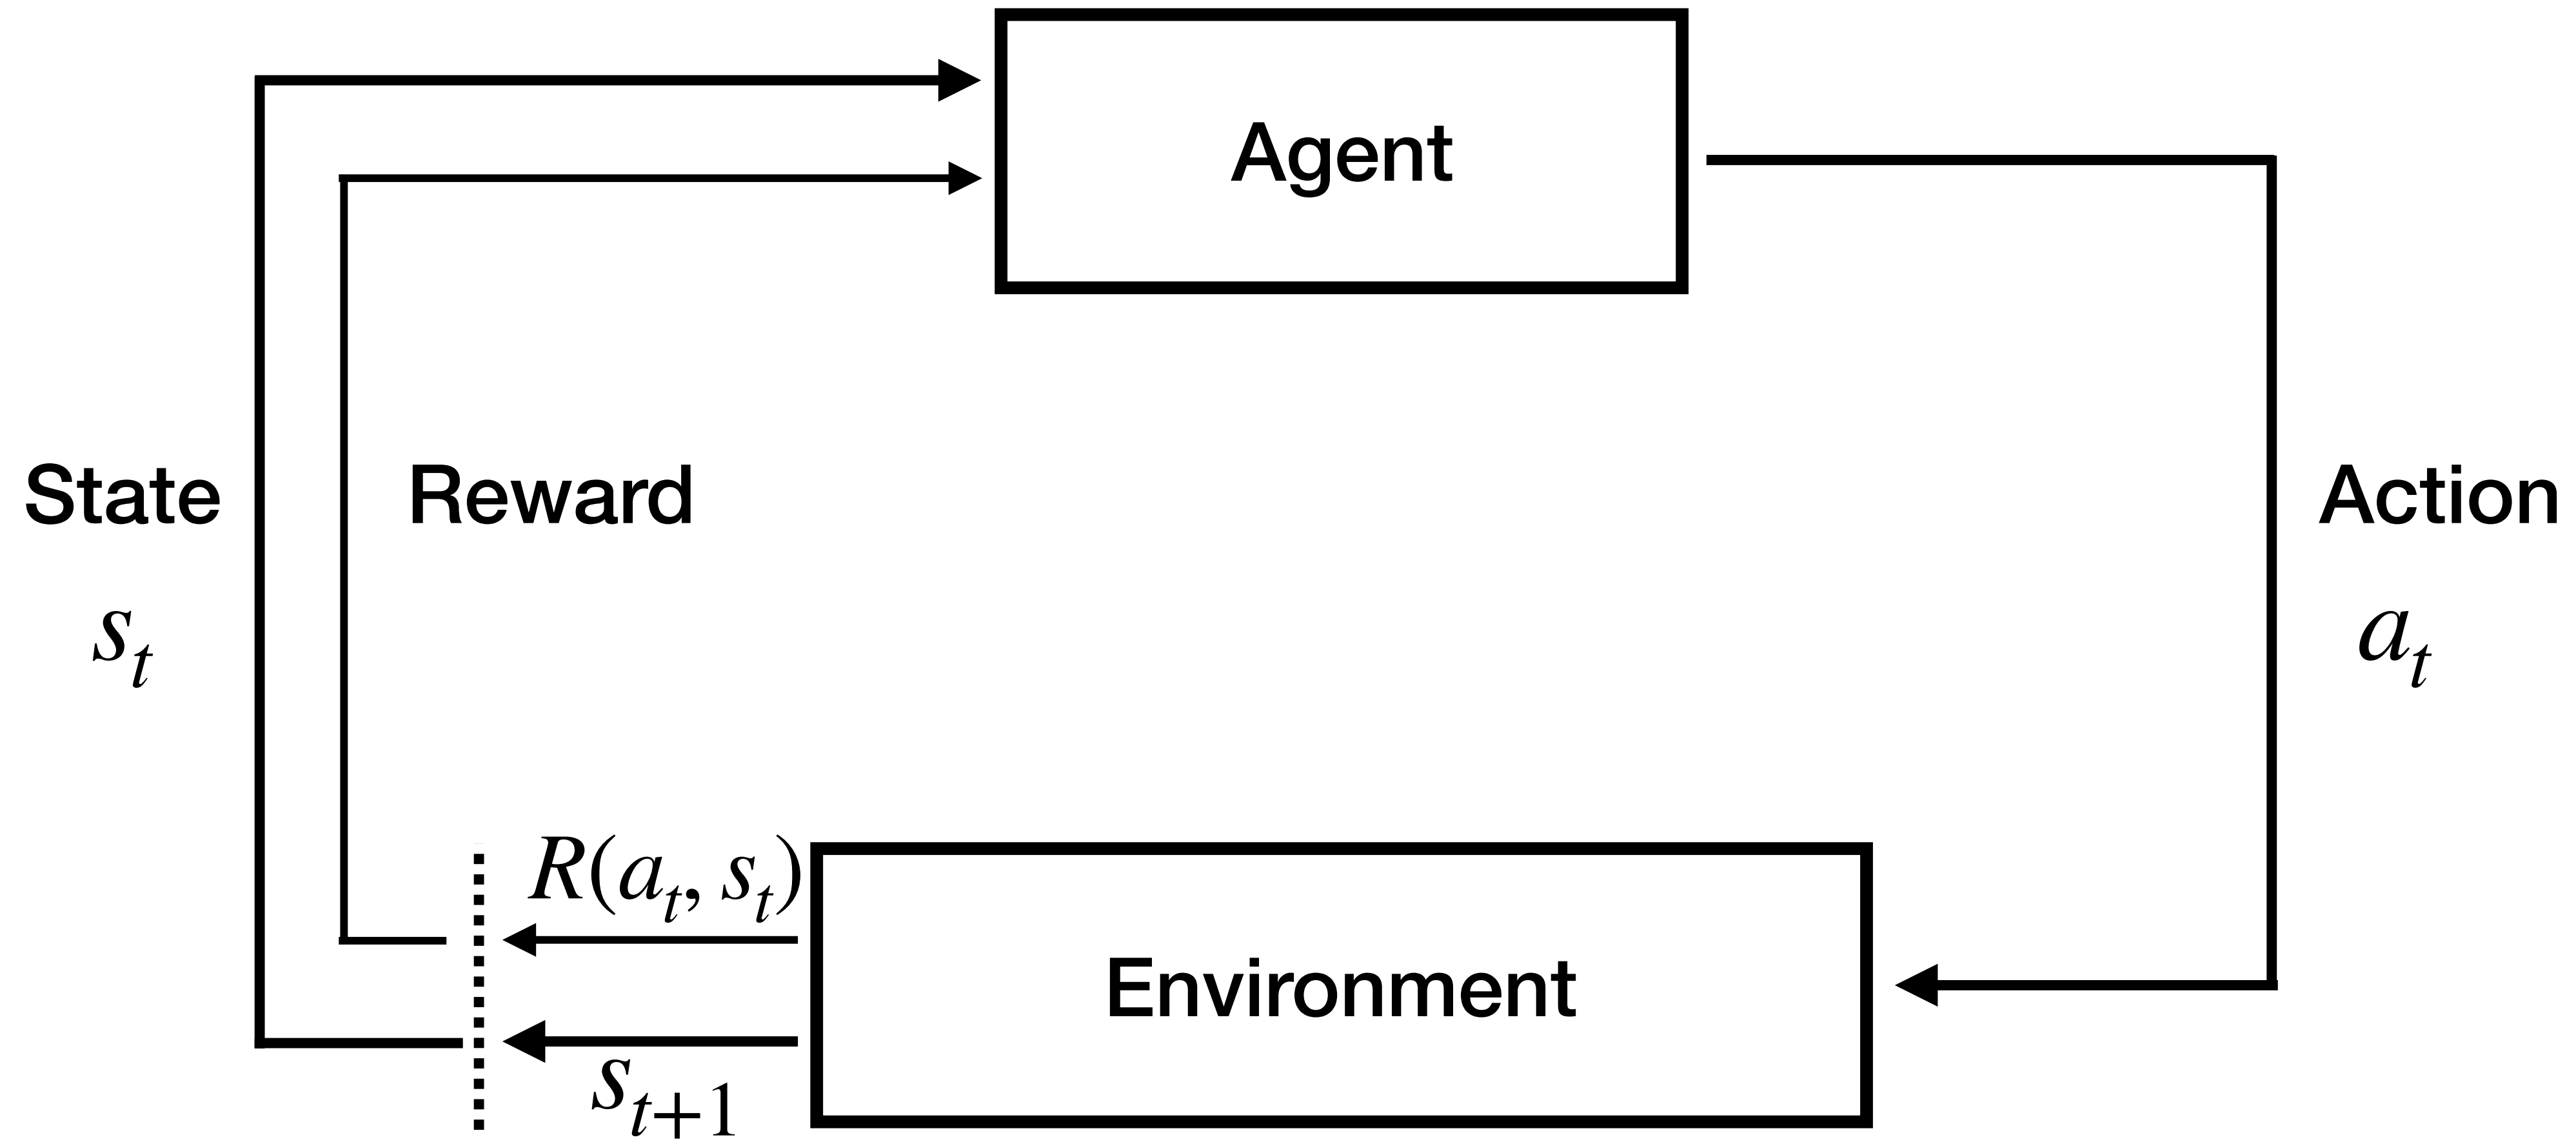 Agent
State
Reward
Action
s_t
a_t
R(a_t, s_t)
Environment
s_{t+1}